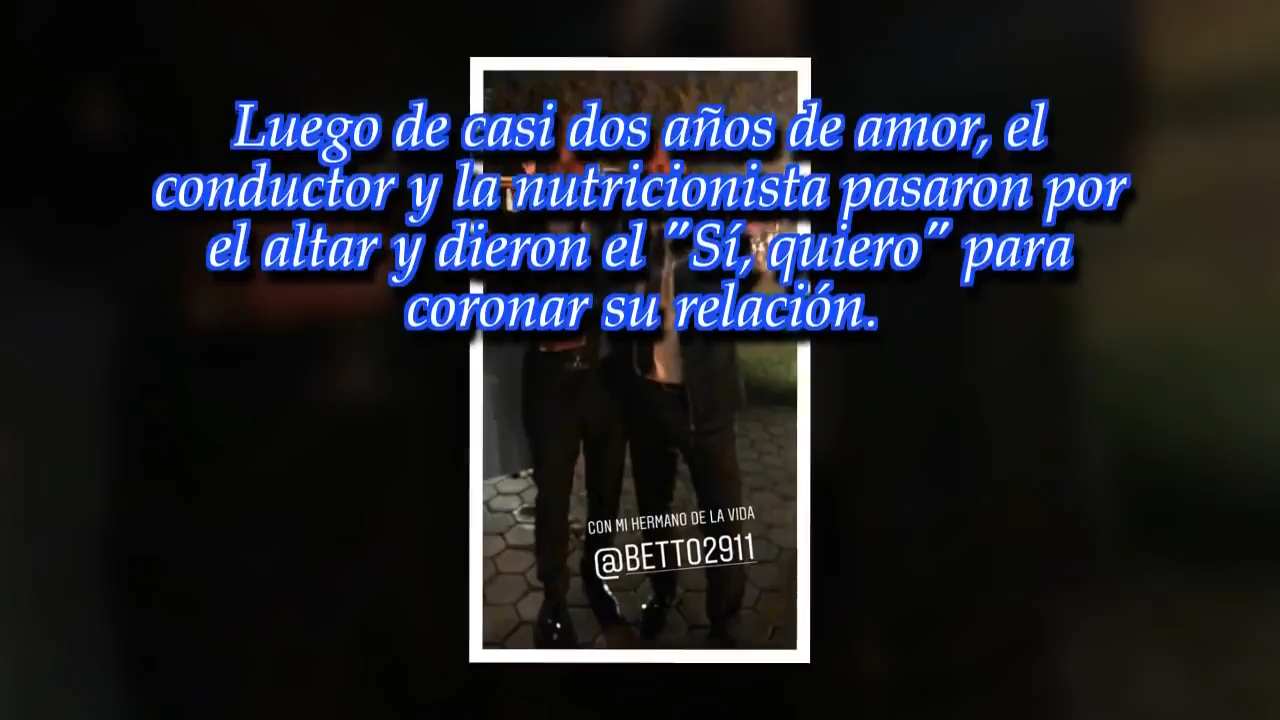 Luego de casi dos años de amor, el
conductor y la nutricionista pasaron por
el altar y dieron el "Sí, quiero" para
coronar su relación.
CON MI HERMANO DE LA VIDA
@BETTO2911